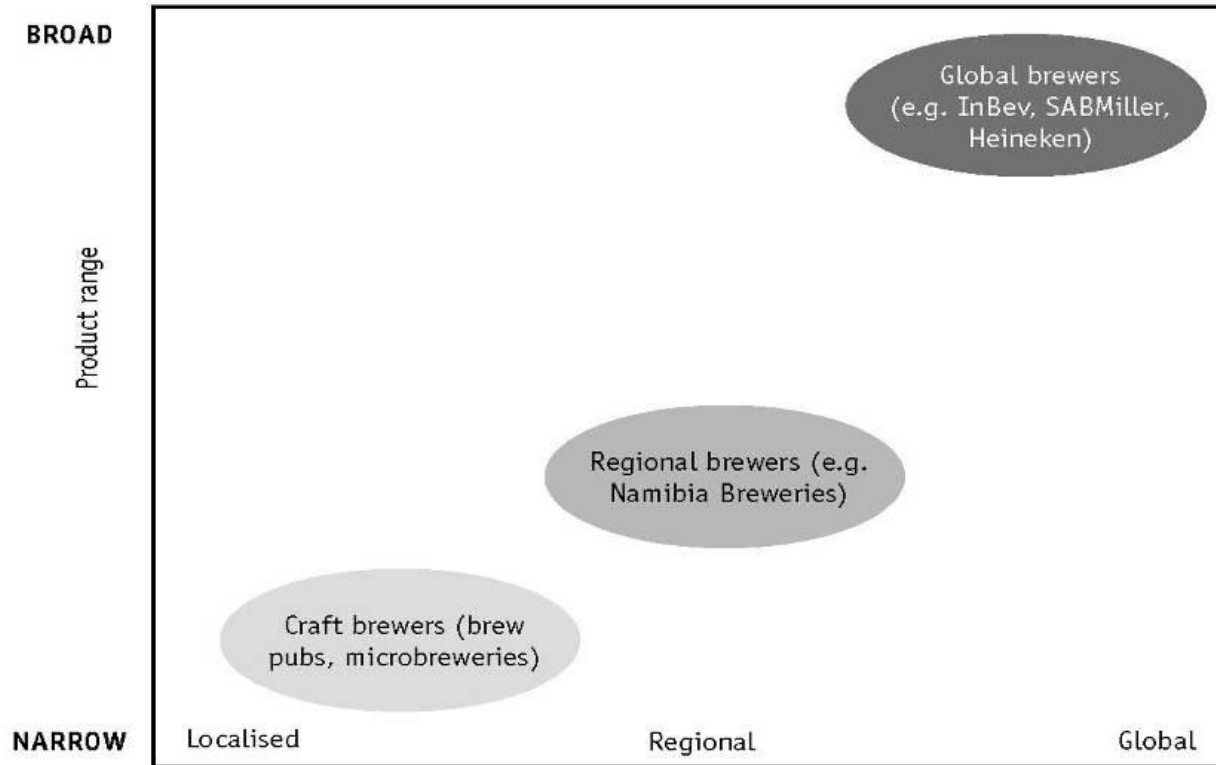 BROAD
Global brewers
(e.g. InBev, SABMiller,
Heineken)
Product range
Regional brewers (e.g.
Namibia Breweries)
Craft brewers (brew
pubs, microbreweries)
NARROW
Localised
Regional
Global